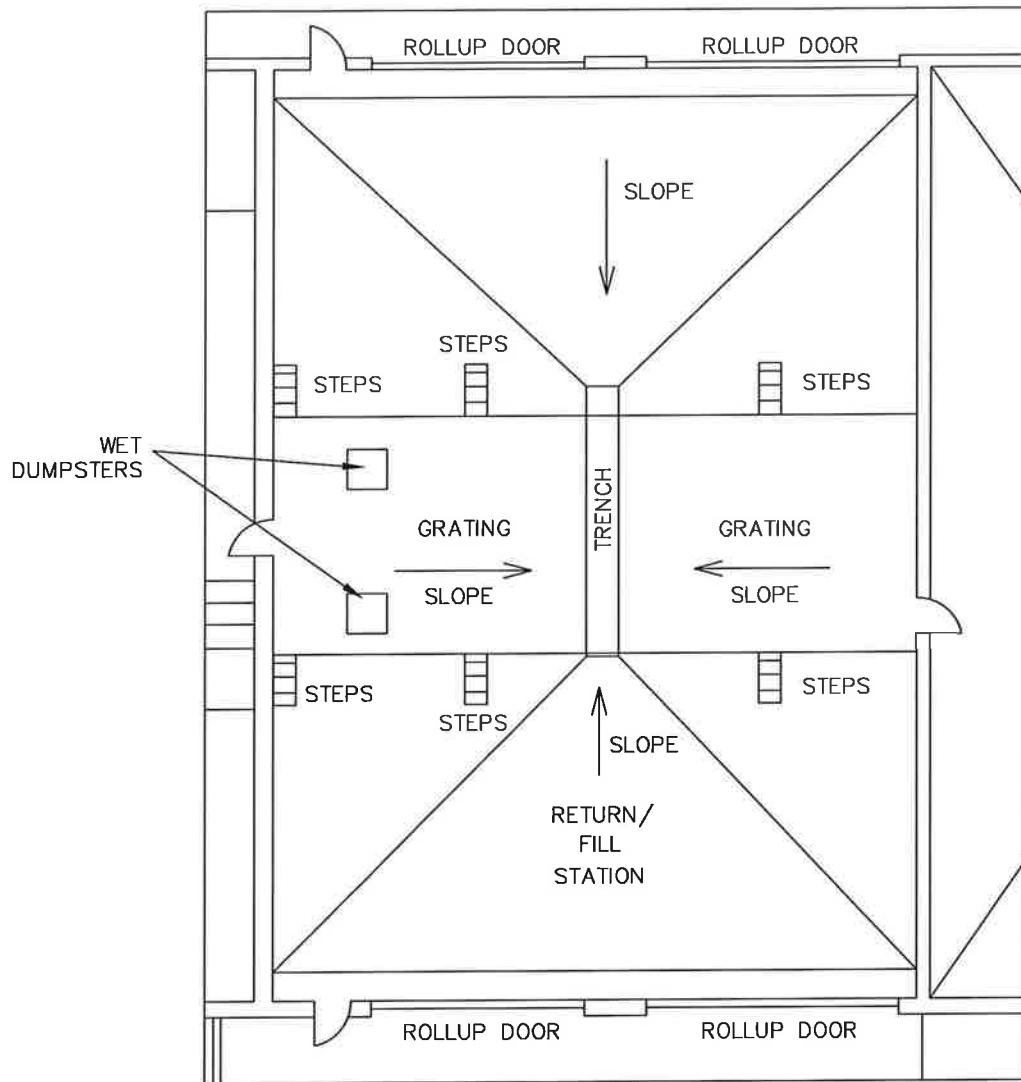 ROLLUP DOOR
ROLLUP DOOR
SLOPE
STEPS
STEPS
STEPS
WET
DUMPSTERS
TRENCH
GRATING
GRATING
SLOPE
SLOPE
STEPS
STEPS
STEPS
SLOPE
RETURN/
FILL
STATION
ROLLUP DOOR
ROLLUP DOOR